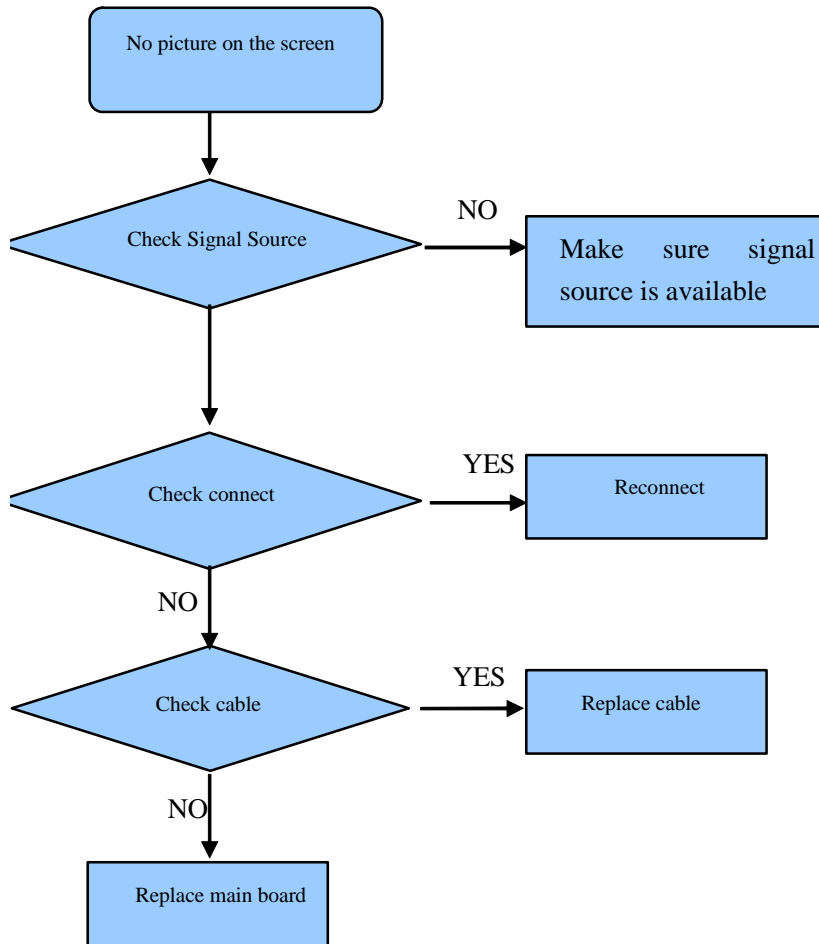 No picture on the screen
Check Signal Source
NO
Make sure signal
source is available
Check connect
YES
Reconnect
NO
Check cable
YES
Replace cable
NO
Replace main board